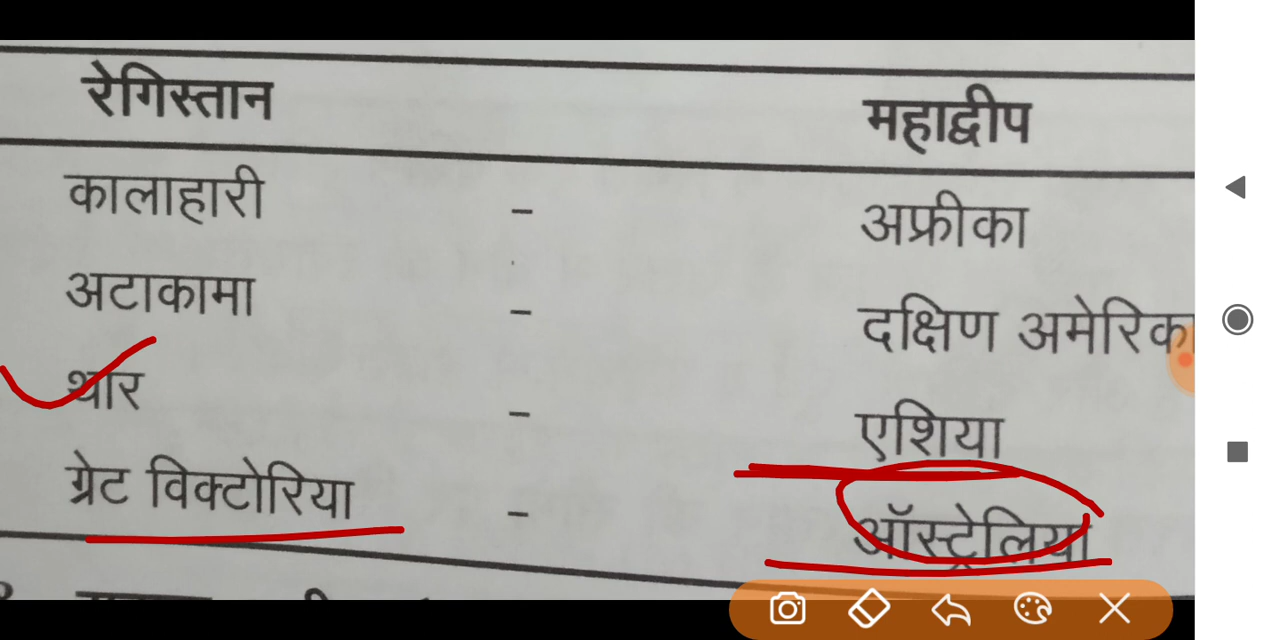 रेगिस्तान महाद्वीप
कालाहारी - अफ्रीका
अटाकामा - दक्षिण अमेरिका
थार - एशिया
ग्रेट विक्टोरिया - ऑस्ट्रेलिया